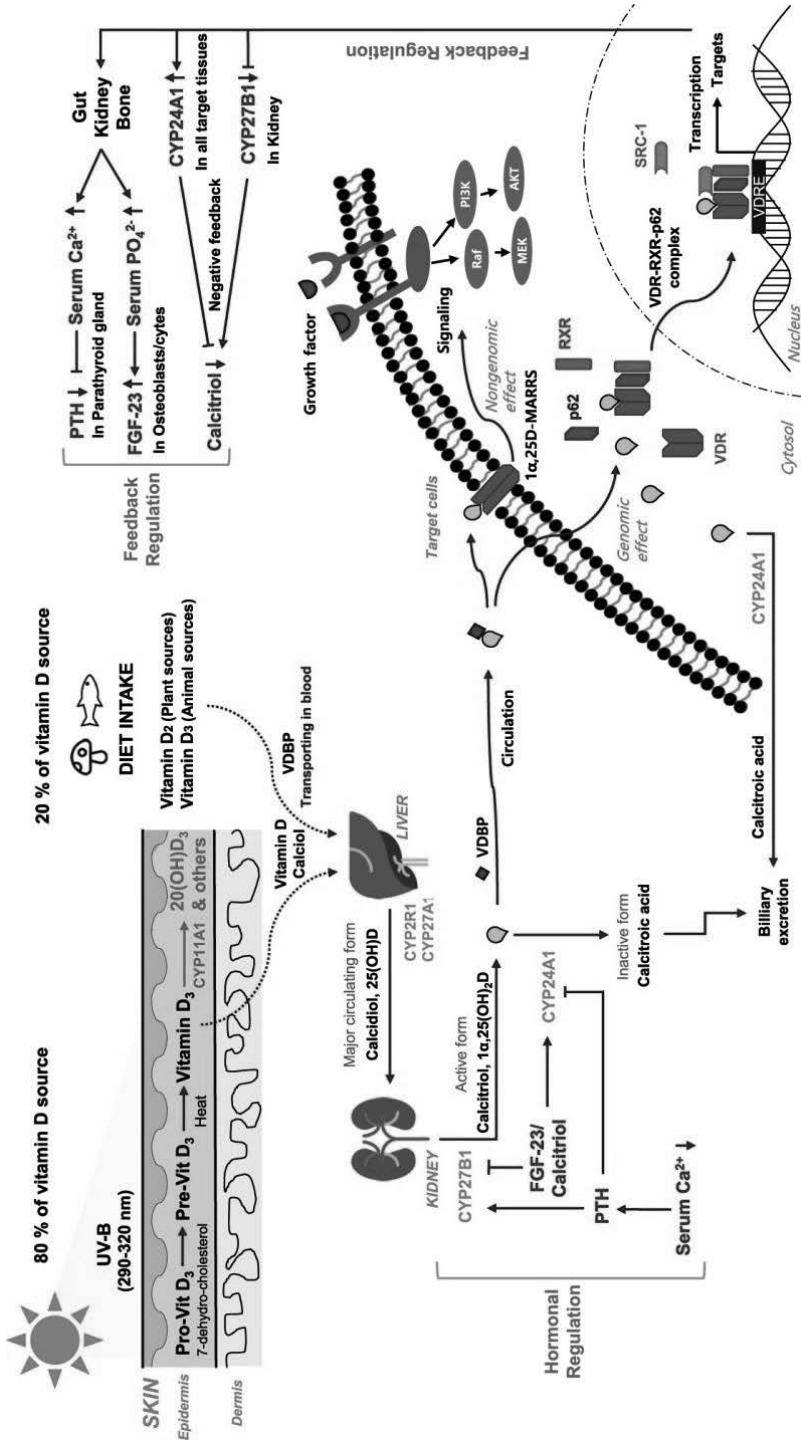 80 % of vitamin D source
20 % of vitamin D source
UV-B
(290-320 nm)
SKIN
Epidermis
Dermis
Pro-Vit D3
7-dehydro-cholesterol
Pre-Vit D3
Heat
Vitamin D3
CYP11A1
20(OH)D3
& others
DIET INTAKE
Vitamin D2 (Plant sources)
Vitamin D3 (Animal sources)
Vitamin D
Calciol
VDBP
Transporting in blood
LIVER
CYP2R1
CYP27A1
Major circulating form
Calcidiol, 25(OH)D
KIDNEY
CYP27B1
Active form
Calcitriol, 1α,25(OH)2D
FGF-23/
Calcitriol
CYP24A1
PTH
Serum Ca2+
Hormonal
Regulation
VDBP
Circulation
Inactive form
Calcitroic acid
Billiary
excretion
Calcitroic acid
CYP24A1
Feedback
Regulation
PTH
In Parathyroid gland
Serum Ca2+
FGF-23
In Osteoblasts/cytes
Serum PO42-
Gut
Kidney
Bone
Calcitriol
Negative feedback
CYP24A1
In all target tissues
CYP27B1
In Kidney
Feedback Regulation
Growth factor
Signaling
PI3K
AKT
Raf
MEK
Target cells
Nongenomic
effect
1α,25D-MARRS
Genomic
effect
p62
RXR
VDR
VDR-RXR-p62
complex
SRC-1
Transcription
Targets
VDRE
Nucleus
Cytosol